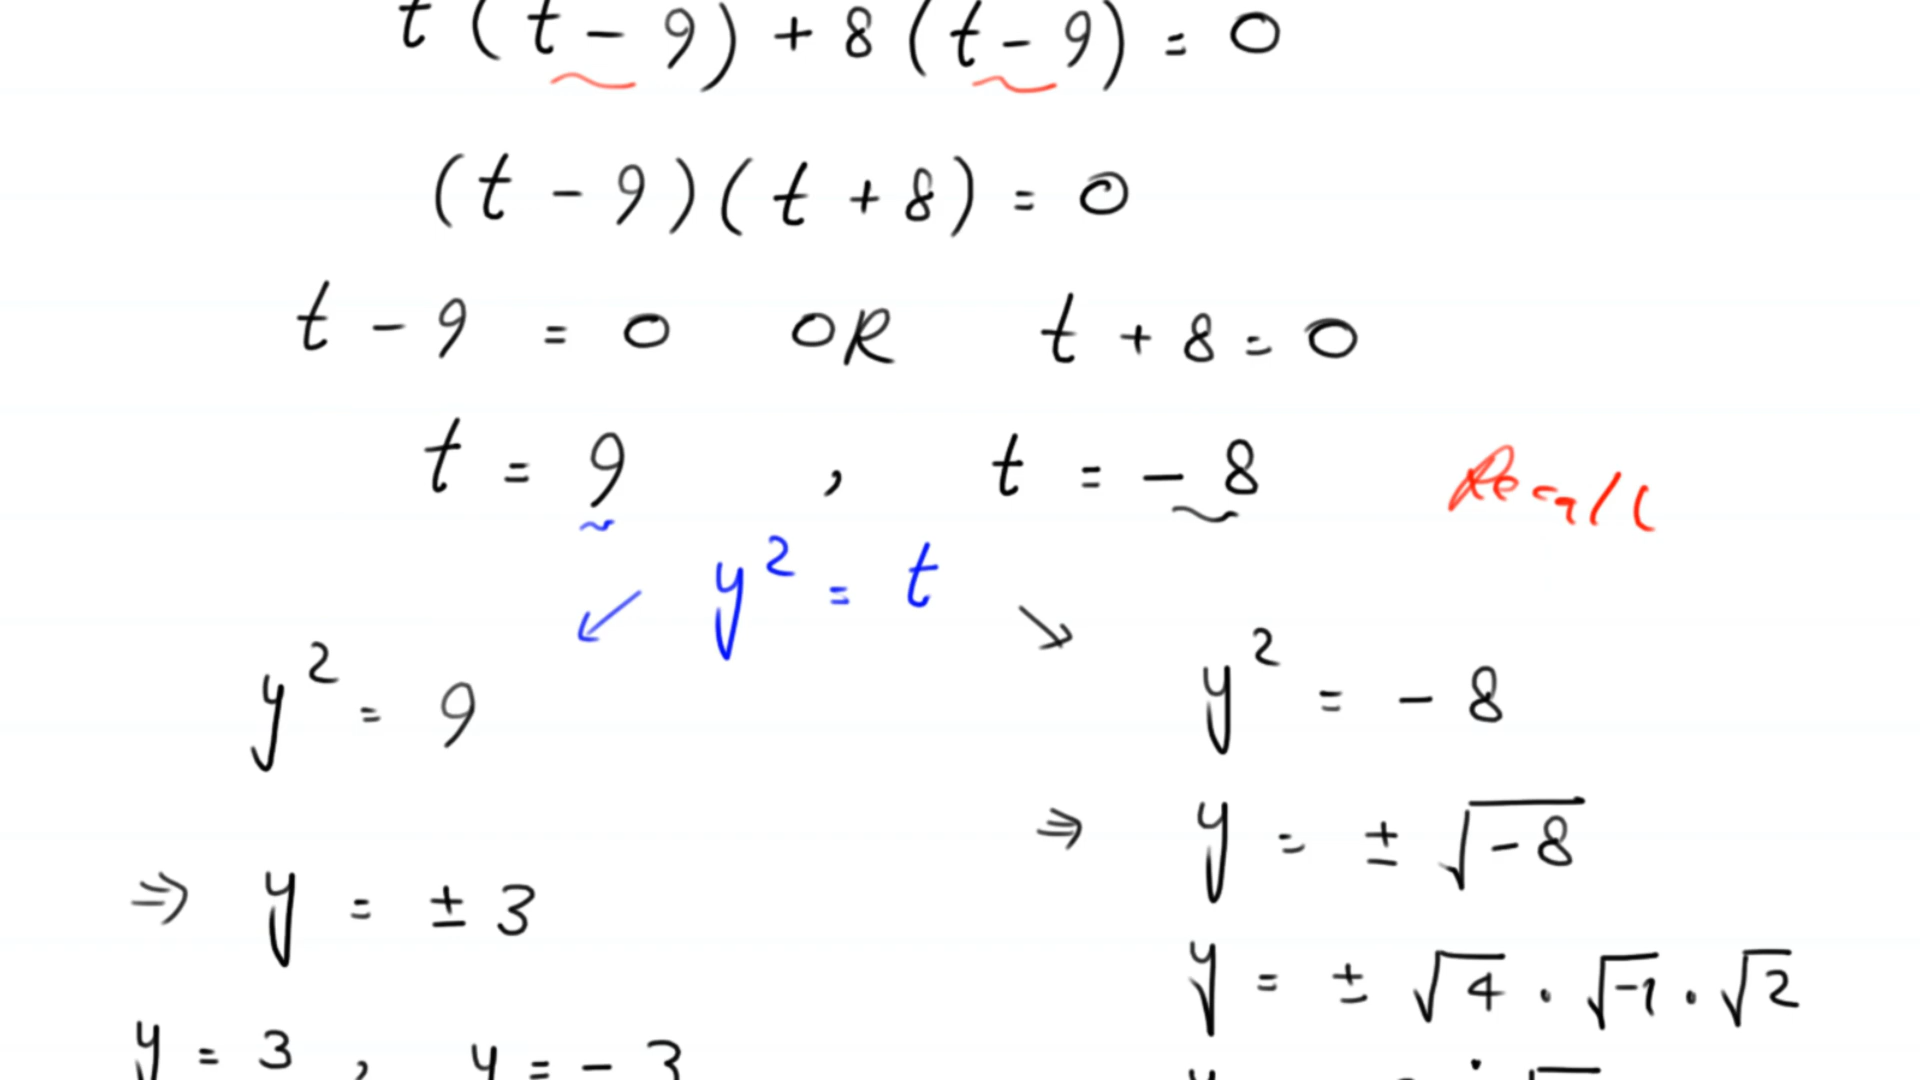 t(t - 9) + 8(t - 9) = 0
(t - 9)(t + 8) = 0
t - 9 = 0 OR t + 8 = 0
t = 9 , t = - 8 Recall
y² = t
y² = 9 y² = - 8
⇒ y = ± √-8
⇒ y = ± 3
y = ± √4 · √-1 · √2
y = 3 , y = - 3